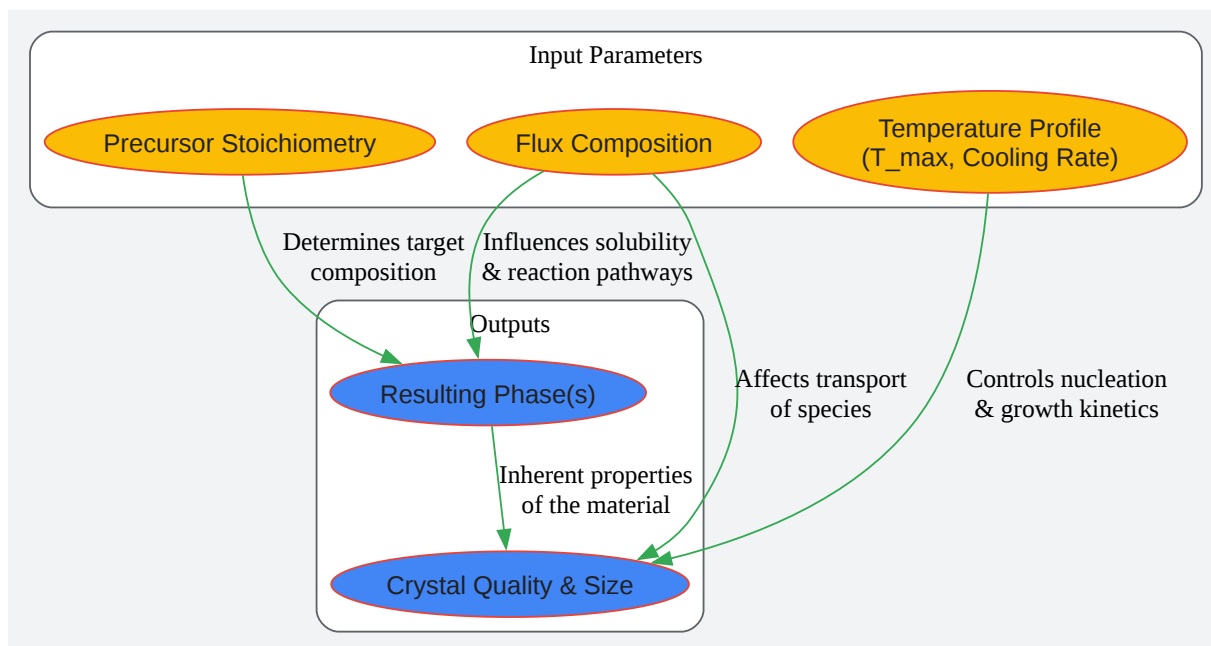 Input Parameters
Precursor Stoichiometry
Flux Composition
Temperature Profile
(T_max, Cooling Rate)
Determines target
composition
Influences solubility
& reaction pathways
Outputs
Resulting Phase(s)
Affects transport
of species
Controls nucleation
& growth kinetics
Inherent properties
of the material
Crystal Quality & Size